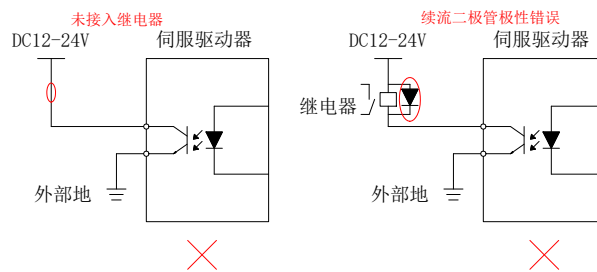 未接入继电器
DC12-24V
伺服驱动器
外部地
续流二极管极性错误
DC12-24V
伺服驱动器
继电器
外部地